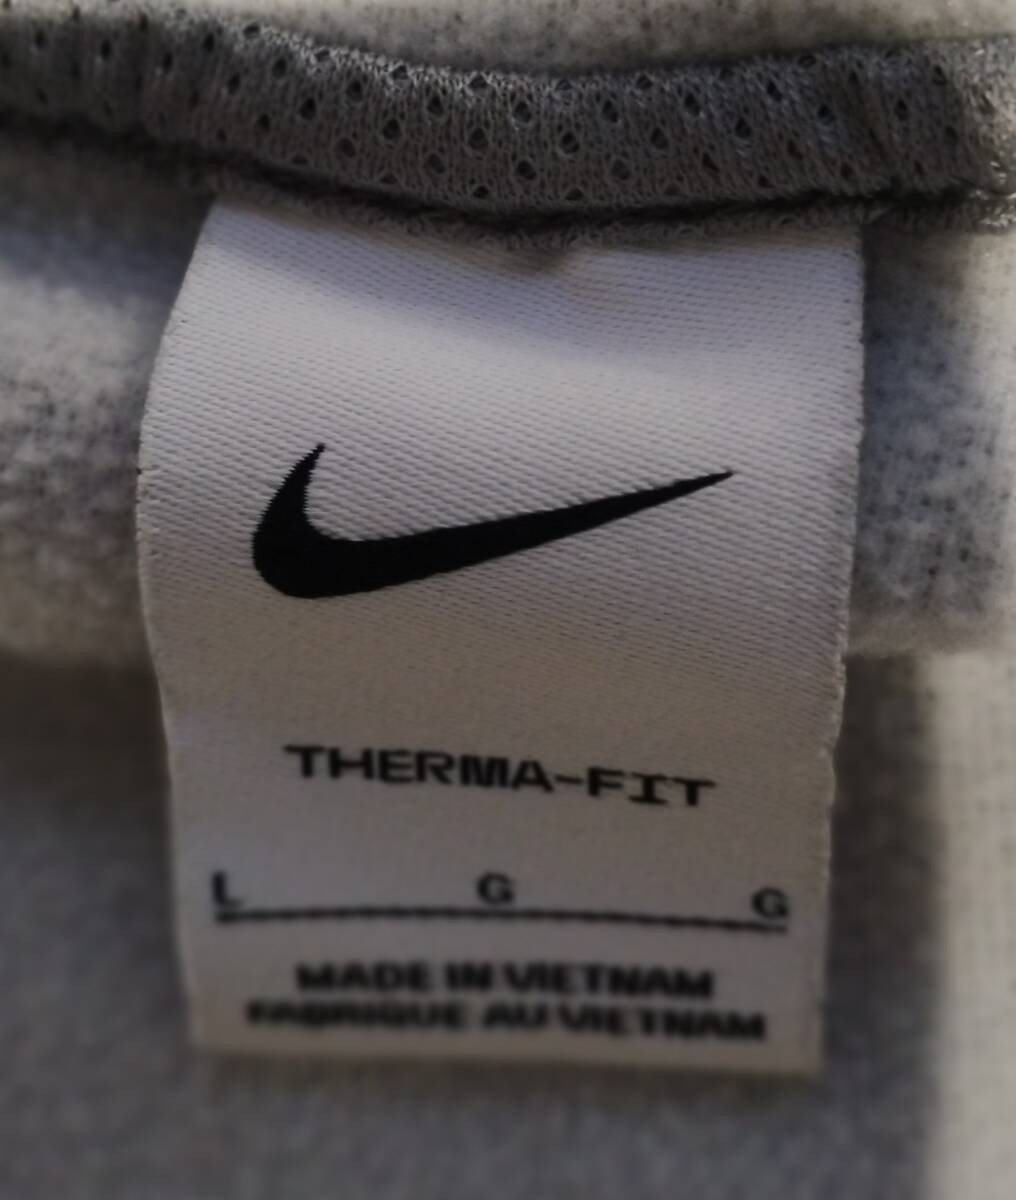 THERMA-FIT
L G G
MADE IN VIETNAM
FABRIQUE AU VIETNAM